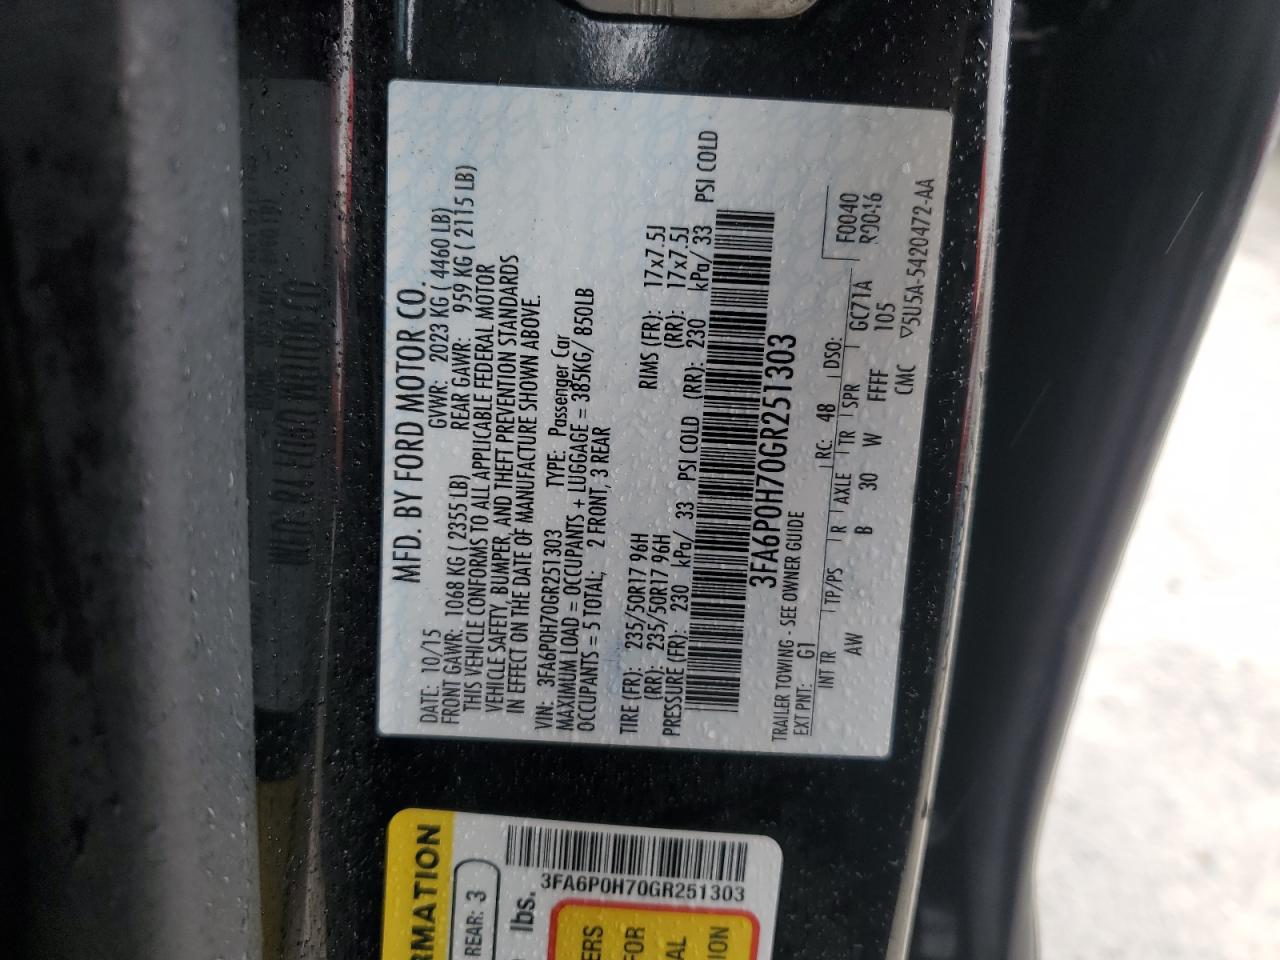 MFD. BY FORD MOTOR CO.
DATE: 10/15 GVWR: 2023 KG ( 4460 LB)
FRONT GAWR: 1068 KG ( 2355 LB) REAR GAWR: 959 KG ( 2115 LB)
THIS VEHICLE CONFORMS TO ALL APPLICABLE FEDERAL MOTOR
VEHICLE SAFETY, BUMPER, AND THEFT PREVENTION STANDARDS
IN EFFECT ON THE DATE OF MANUFACTURE SHOWN ABOVE.
VIN: 3FA6P0H70GR251303 TYPE: Passenger Car
MAXIMUM LOAD = OCCUPANTS + LUGGAGE = 385KG/ 850LB
OCCUPANTS = 5 TOTAL, 2 FRONT, 3 REAR
TIRE (FR): 235/50R17 96H RIMS (FR): 17x7.5J
(RR): 235/50R17 96H (RR): 17x7.5J
PRESSURE (FR): 230 kPa/ 33 PSI COLD (RR): 230 kPa/ 33 PSI COLD
3FA6P0H70GR251303
TRAILER TOWING - SEE OWNER GUIDE F0040
EXT PNT: G1 RC: 48 DSO: R0046
INT TR TP/PS R AXLE TR SPR GC71A
AW B 30 W FFFF 105
CMC ▽5U5A-5420472-AA
RMATION
REAR: 3
lbs.
3FA6P0H70GR251303
ERS
FOR
AL
ION